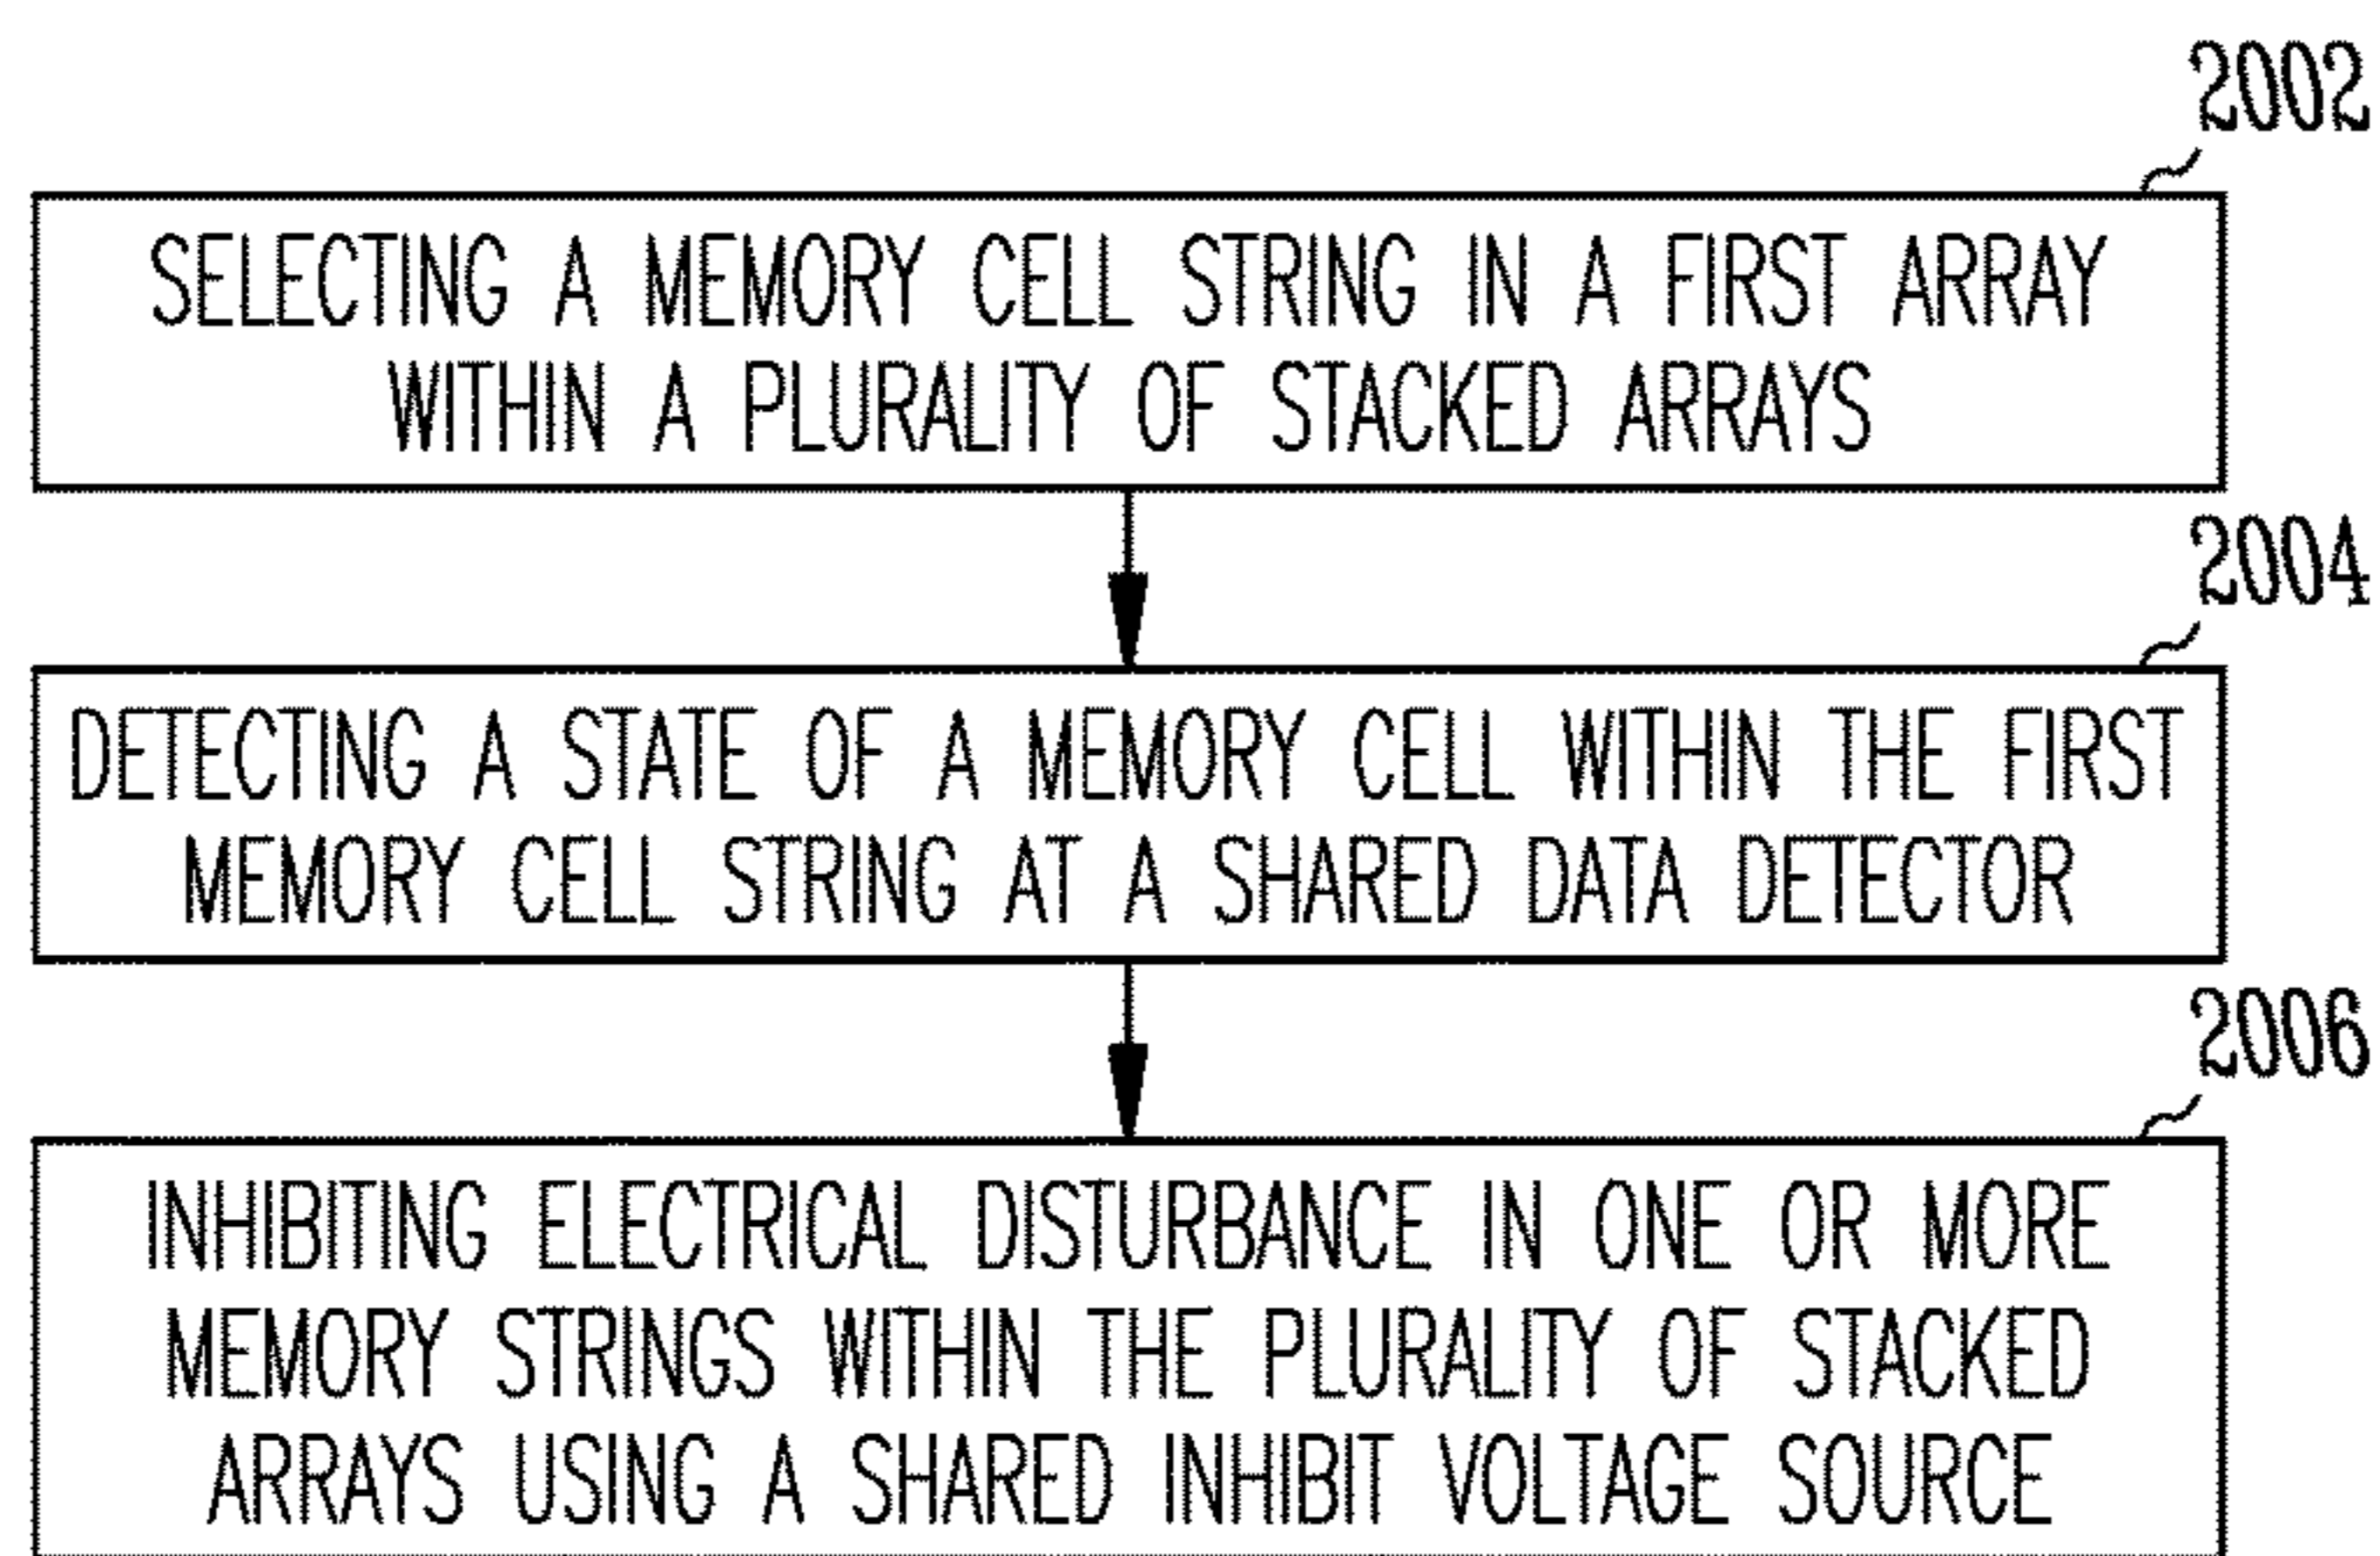 2002
SELECTING A MEMORY CELL STRING IN A FIRST ARRAY
WITHIN A PLURALITY OF STACKED ARRAYS
2004
DETECTING A STATE OF A MEMORY CELL WITHIN THE FIRST
MEMORY CELL STRING AT A SHARED DATA DETECTOR
2006
INHIBITING ELECTRICAL DISTURBANCE IN ONE OR MORE
MEMORY STRINGS WITHIN THE PLURALITY OF STACKED
ARRAYS USING A SHARED INHIBIT VOLTAGE SOURCE